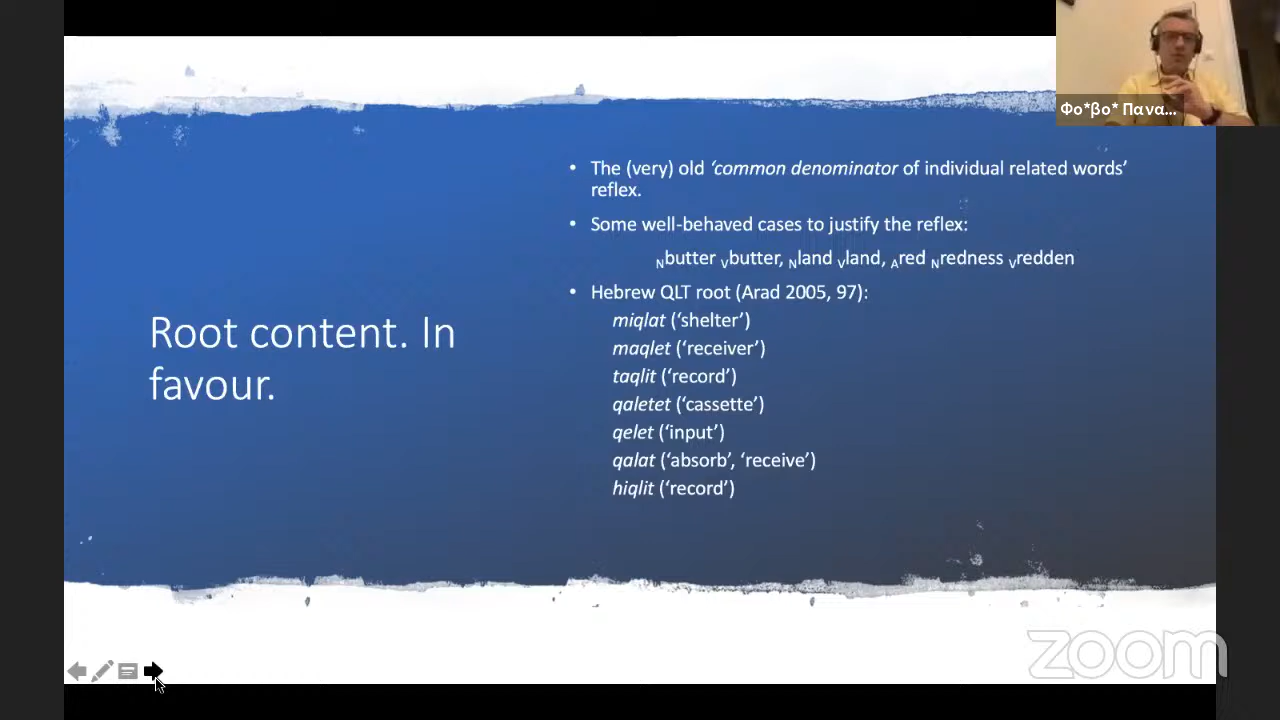 Φο*βο* Πανα...
• The (very) old ‘common denominator of individual related words’
reflex.
• Some well-behaved cases to justify the reflex:
Nbutter Vbutter, Nland Vland, Ared Nredness Vredden
• Hebrew QLT root (Arad 2005, 97):
miqlat (‘shelter’)
maqlet (‘receiver’)
taqlit (‘record’)
qaletet (‘cassette’)
qelet (‘input’)
qalat (‘absorb’, ‘receive’)
hiqlit (‘record’)
Root content. In
favour.
zoom